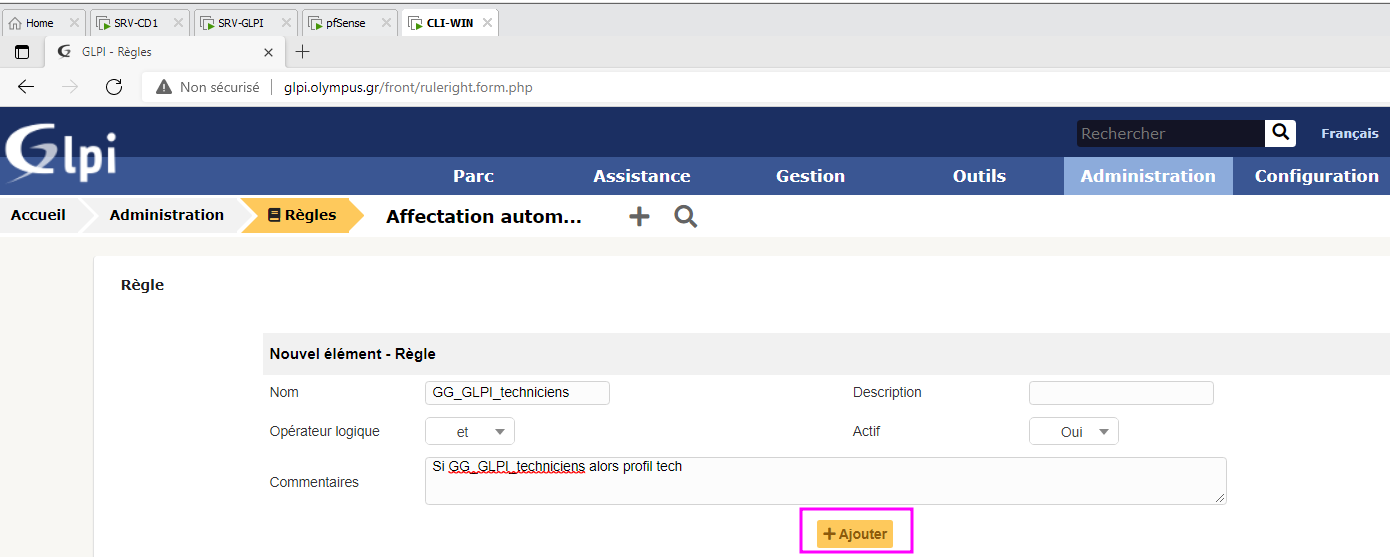 Home SRV-CD1 SRV-GLPI pfSense CLI-WIN
GLPI - Règles
Non sécurisé glpi.olympus.gr/front/ruleright.form.php
Glpi
Rechercher Français
Parc Assistance Gestion Outils Administration Configuration
Accueil Administration Règles Affectation autom...
Règle
Nouvel élément - Règle
Nom GG_GLPI_techniciens Description
Opérateur logique et Actif Oui
Commentaires Si GG_GLPI_techniciens alors profil tech
Ajouter